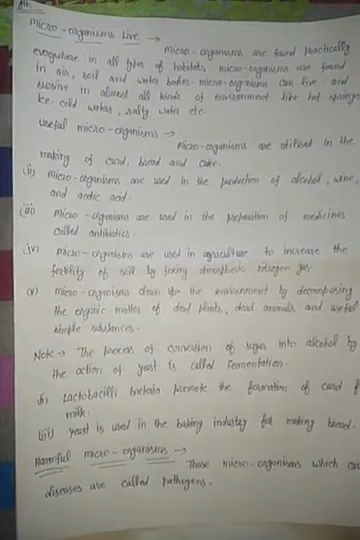 micro-organisms live →
micro-organisms are found practically
everywhere in all types of habitats. micro-organisms are found
in air, soil and water bodies. micro-organisms can live and
survive in almost all kinds of environment like hot springs
Ice cold water, salty water etc.
useful micro-organisms →
micro-organisms are utilised in the
making of curd, bread and cake.
(ii) micro-organisms are used in the production of alcohol, wine,
and acetic acid.
(iii) micro-organisms are used in the preparation of medicines
called antibiotics.
(iv) micro-organisms are used in agriculture to increase the
fertility of soil by fixing atmospheric nitrogen gas
(v) micro-organisms clean up the environment by decomposing
the organic matter of dead plants, dead animals and useful
simple substances.
Note → The process of conversion of sugar into alcohol by
the action of yeast is called fermentation.
Lactobacilli bacteria promote the formation of curd
milk.
(iii) yeast is used in the baking industry for making bread.
Harmful micro-organisms →
Those micro-organisms which
diseases are called pathogens.